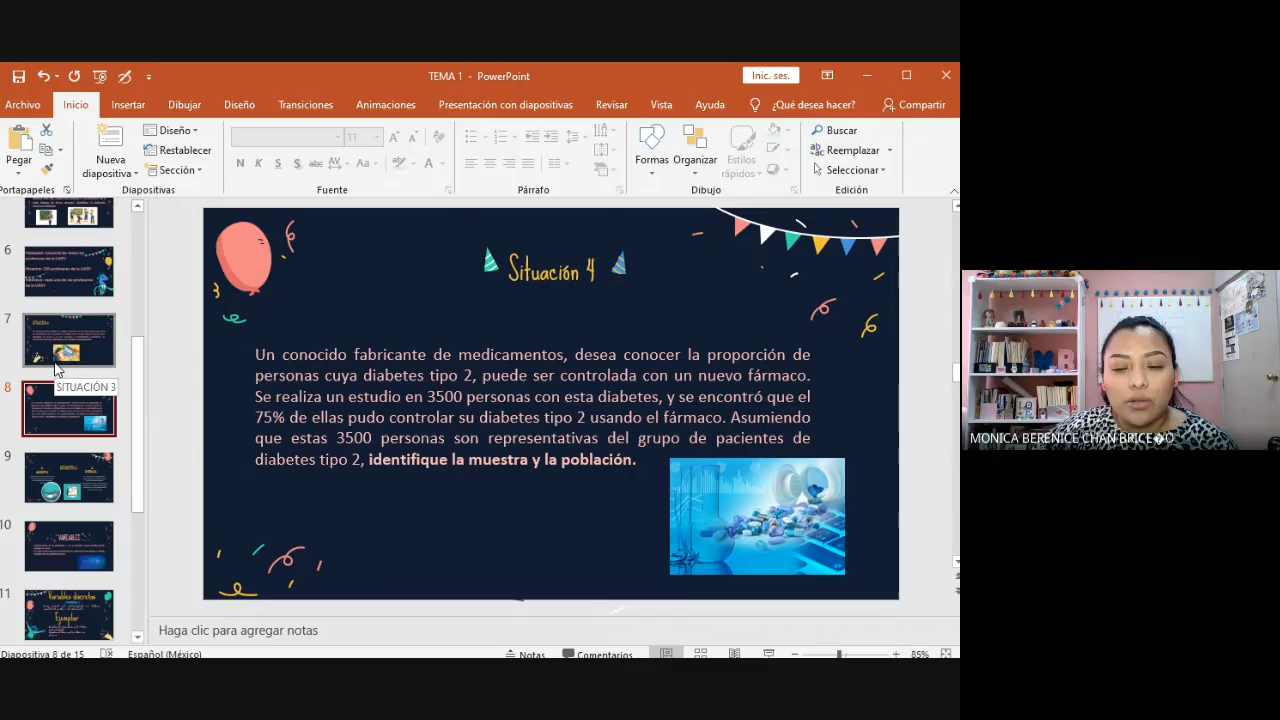 TEMA 1 - PowerPoint
Inic. ses.
Archivo Inicio Insertar Dibujar Diseño Transiciones Animaciones Presentación con diapositivas Revisar Vista Ayuda ¿Qué desea hacer? Compartir
Pegar
Nueva
diapositiva
Diseño
Restablecer
Sección
11
N K S S abc AV Aa A
Formas
Organizar
Estilos
rápidos
Buscar
Reemplazar
Seleccionar
Portapapeles Diapositivas Fuente Párrafo Dibujo Edición
6
7
SITUACIÓN 3
8
9
10
VARIABLES
11
Variables discretas
Ejemplos
Situación 4
Un conocido fabricante de medicamentos, desea conocer la proporción de
personas cuya diabetes tipo 2, puede ser controlada con un nuevo fármaco.
Se realiza un estudio en 3500 personas con esta diabetes, y se encontró que el
75% de ellas pudo controlar su diabetes tipo 2 usando el fármaco. Asumiendo
que estas 3500 personas son representativas del grupo de pacientes de
diabetes tipo 2, identifique la muestra y la población.
Haga clic para agregar notas
Diapositiva 8 de 15 Español (México) Notas Comentarios 85%
MONICA BERENICE CHAN BRICE�O